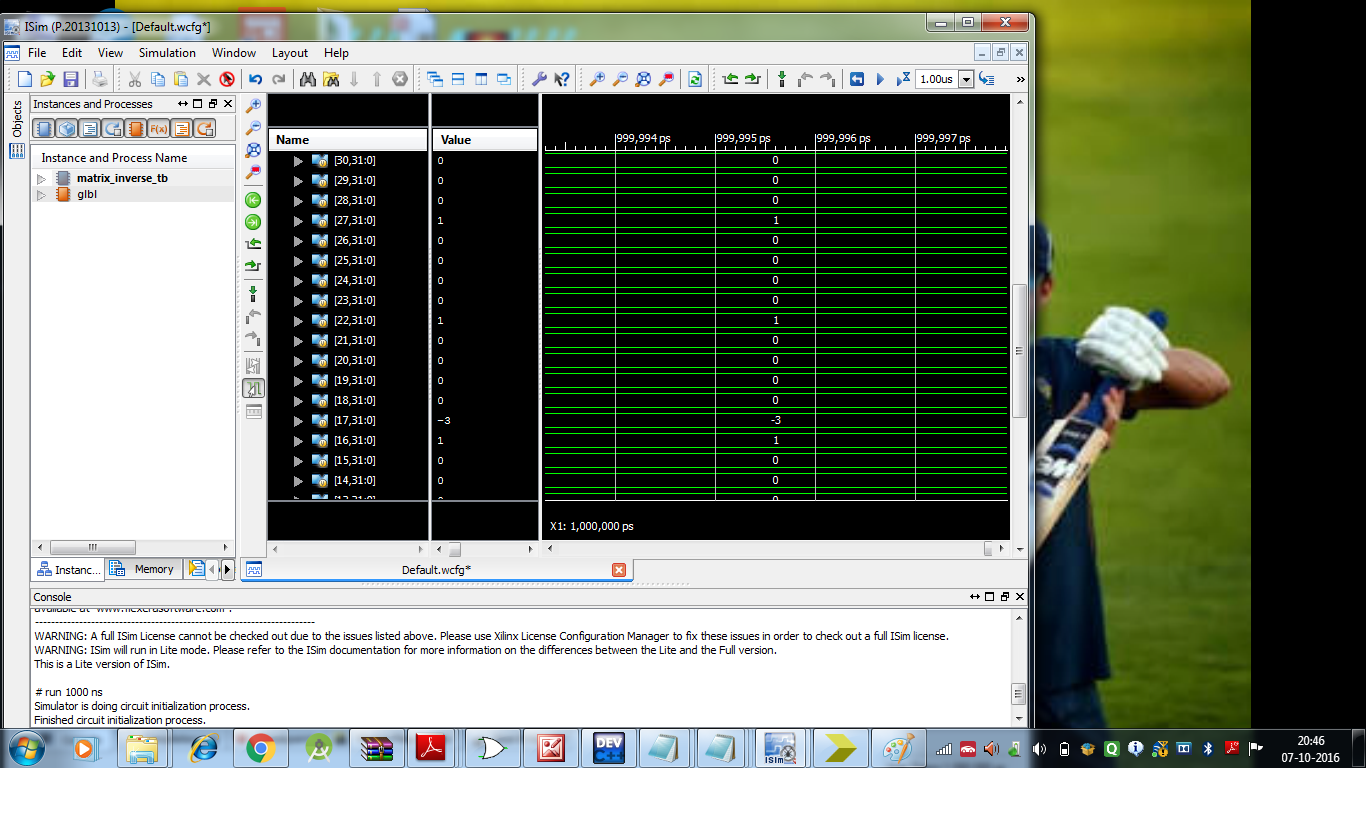 ISim (P.20131013) - [Default.wcfg*]
File Edit View Simulation Window Layout Help
1.00us
»
Objects
Instances and Processes
Instance and Process Name
matrix_inverse_tb
glbl
Name Value
999,994 ps 999,995 ps 999,996 ps 999,997 ps
[30,31:0] 0 0
[29,31:0] 0 0
[28,31:0] 0 0
[27,31:0] 1 1
[26,31:0] 0 0
[25,31:0] 0 0
[24,31:0] 0 0
[23,31:0] 0 0
[22,31:0] 1 1
[21,31:0] 0 0
[20,31:0] 0 0
[19,31:0] 0 0
[18,31:0] 0 0
[17,31:0] -3 -3
[16,31:0] 1 1
[15,31:0] 0 0
[14,31:0] 0 0
X1: 1,000,000 ps
Instanc... Memory
Default.wcfg*
Console
available at "www.flexerasoftware.com".
--------------------------------------------------------------------
WARNING: A full ISim License cannot be checked out due to the issues listed above. Please use Xilinx License Configuration Manager to fix these issues in order to check out a full ISim license.
WARNING: ISim will run in Lite mode. Please refer to the ISim documentation for more information on the differences between the Lite and the Full version.
This is a Lite version of ISim.
# run 1000 ns
Simulator is doing circuit initialization process.
Finished circuit initialization process.
DEV
C++
ISim
20:46
07-10-2016